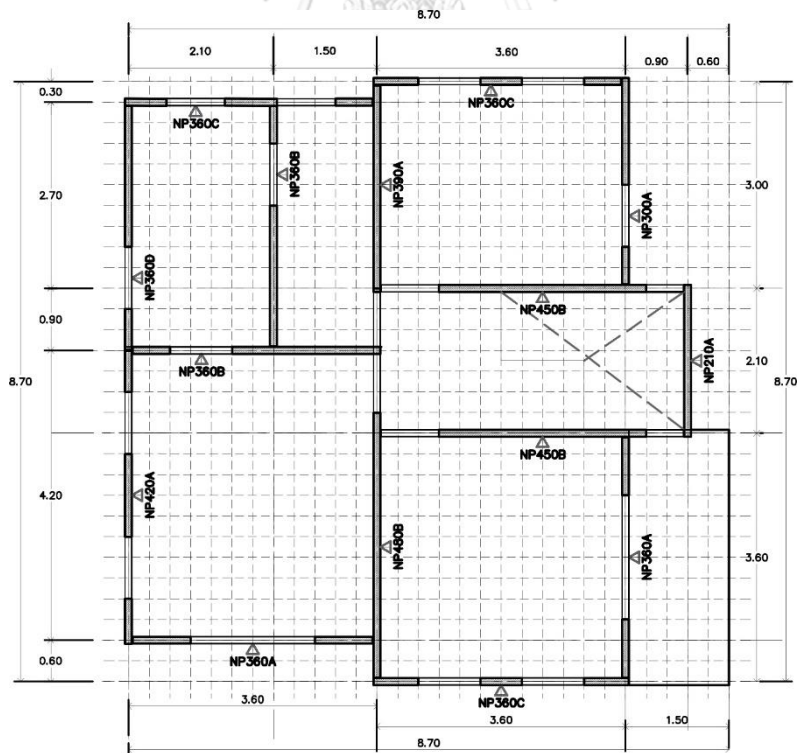 8.70
2.10 1.50 3.60 0.90 0.60
0.30
NP360C NP360C
NP360B
2.70 NP390A 3.00
NP300A
NP360D
0.90 NP450B
NP360B 2.10
NP210A
8.70 8.70
NP450B
4.20 NP420A
NP480B NP360A 3.60
0.60 NP360A
NP360C
3.60 3.60 1.50
8.70